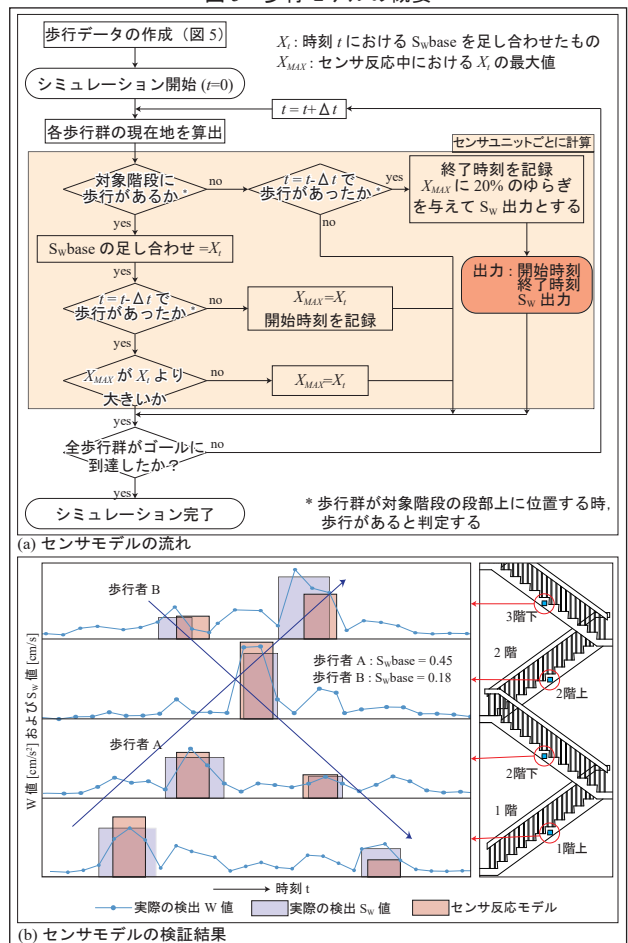 歩行データの作成（図 5）
Xt : 時刻 t における Swbase を足し合わせたもの
XMAX : センサ反応中における Xt の最大値
シミュレーション開始 (t=0)
t = t+Δt
各歩行群の現在地を算出
センサユニットごとに計算
対象階段に
歩行があるか *
no
t = t-Δt で
歩行があったか *
yes
終了時刻を記録
XMAX に 20% のゆらぎ
を与えて SW 出力とする
yes
no
Swbase の足し合わせ =Xt
出力 : 開始時刻
終了時刻
SW 出力
yes
t = t-Δt で
歩行があったか *
no
XMAX=Xt
開始時刻を記録
yes
XMAX が Xt より
大きいか
no
XMAX=Xt
yes
全歩行群がゴールに
到達したか？
no
yes
シミュレーション完了
* 歩行群が対象階段の段部上に位置する時,
歩行があると判定する
(a) センサモデルの流れ
W 値 [cm/s²] および SW 値 [cm/s]
歩行者 B
歩行者 A : SWbase = 0.45
歩行者 B : SWbase = 0.18
歩行者 A
3階下
2 階
2階上
2階下
1 階
1階上
時刻 t
実際の検出 W 値
実際の検出 SW 値
センサ反応モデル
(b) センサモデルの検証結果